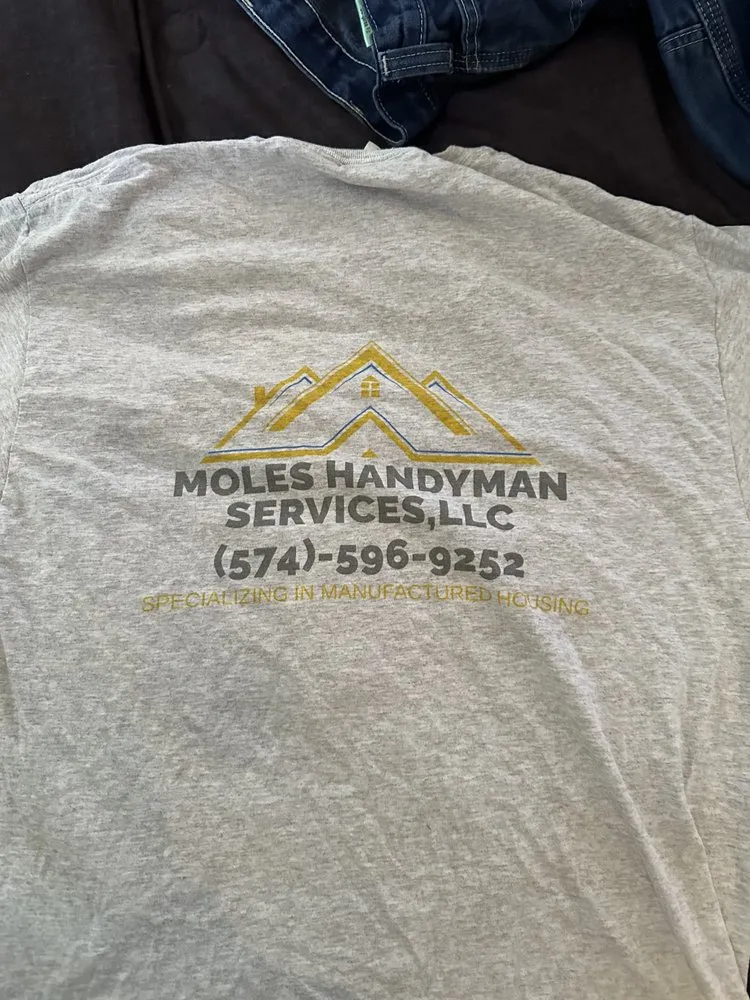 MOLES HANDYMAN
SERVICES,LLC
(574)-596-9252
SPECIALIZING IN MANUFACTURED HOUSING